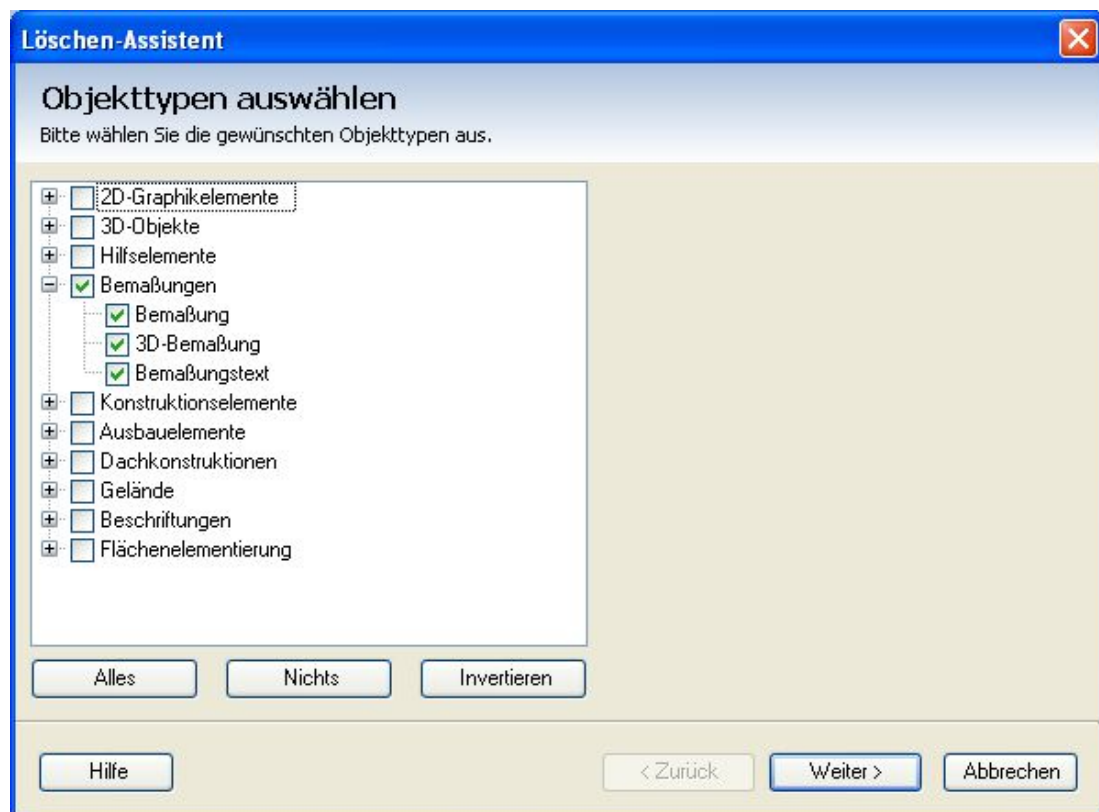 Löschen-Assistent
Objekttypen auswählen
Bitte wählen Sie die gewünschten Objekttypen aus.
2D-Graphikelemente
3D-Objekte
Hilfselemente
Bemaßungen
Bemaßung
3D-Bemaßung
Bemaßungstext
Konstruktionselemente
Ausbauelemente
Dachkonstruktionen
Gelände
Beschriftungen
Flächenelementierung
Alles Nichts Invertieren
Hilfe < Zurück Weiter > Abbrechen